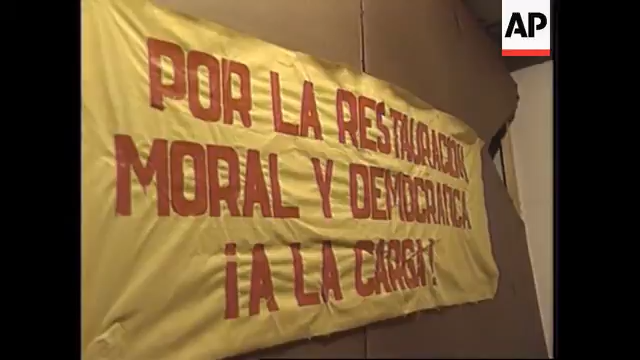 AP
POR LA RESTAURACION
MORAL Y DEMOCRATICA
¡A LA CARGA!